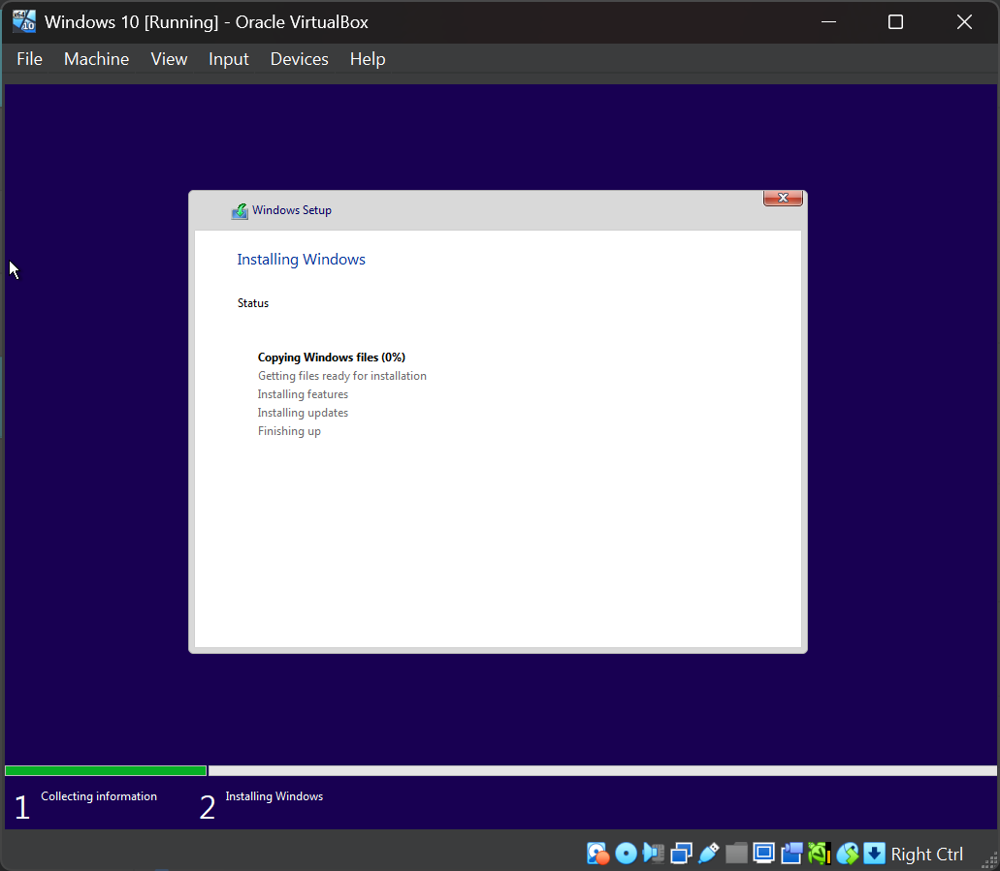 Windows 10 [Running] - Oracle VirtualBox
File Machine View Input Devices Help
Windows Setup
Installing Windows
Status
Copying Windows files (0%)
Getting files ready for installation
Installing features
Installing updates
Finishing up
1 Collecting information 2 Installing Windows
Right Ctrl